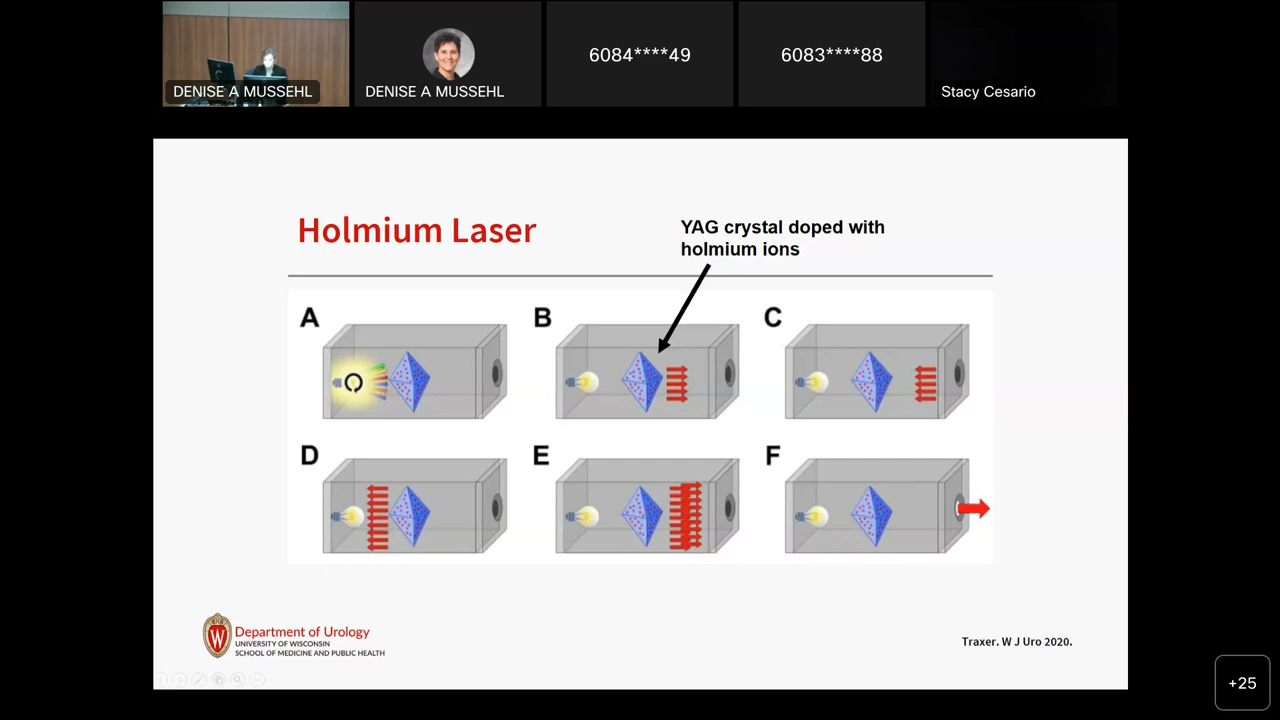 DENISE A MUSSEHL
DENISE A MUSSEHL
6084****49
6083****88
Stacy Cesario
Holmium Laser
YAG crystal doped with
holmium ions
A
B
C
D
E
F
W
Department of Urology
UNIVERSITY OF WISCONSIN
SCHOOL OF MEDICINE AND PUBLIC HEALTH
Traxer. W J Uro 2020.
+25